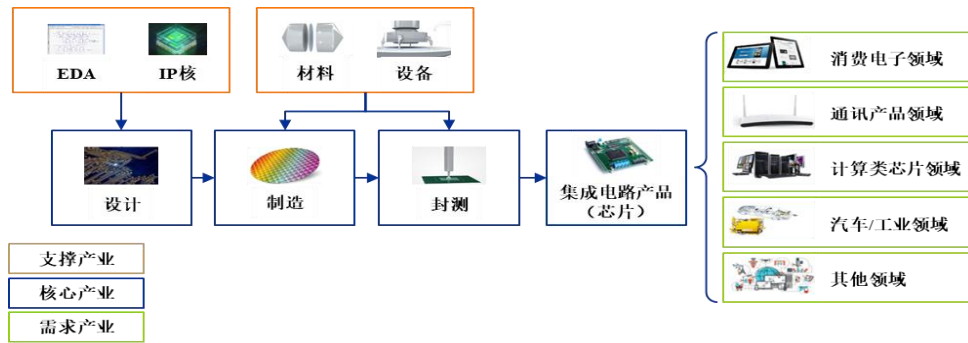 EDA
IP核
材料
设备
设计
制造
封测
集成电路产品
（芯片）
消费电子领域
通讯产品领域
计算类芯片领域
汽车/工业领域
其他领域
支撑产业
核心产业
需求产业